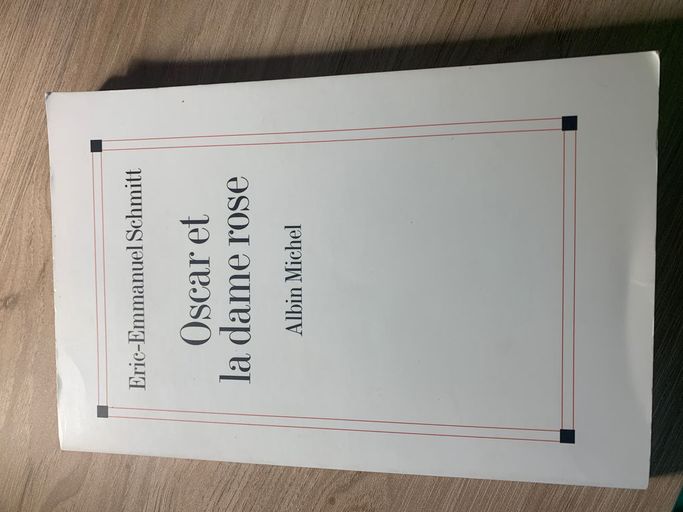 Eric-Emmanuel Schmitt
Oscar et
la dame rose
Albin Michel